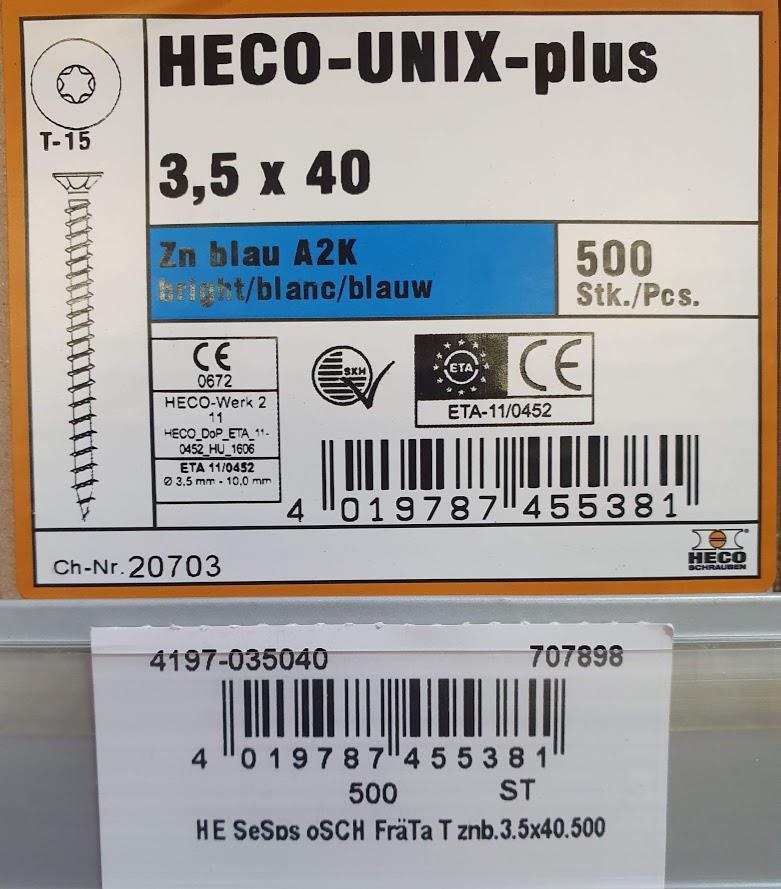 HECO-UNIX-plus
T-15
3,5 x 40
Zn blau A2K
bright/blanc/blauw
500
Stk./Pcs.
CE
0672
HECO-Werk 2
11
HECO_DoP_ETA_11-
0452_HU_1606
ETA 11/0452
Ø 3.5 mm - 10.0 mm
SKH
ETA
CE
ETA-11/0452
4 019787 455381
Ch-Nr. 20703
HECO
SCHRAUBEN
4197-035040 707898
4 019787 455381
500 ST
HE SeSps oSCH FräTa T znb.3.5x40.500